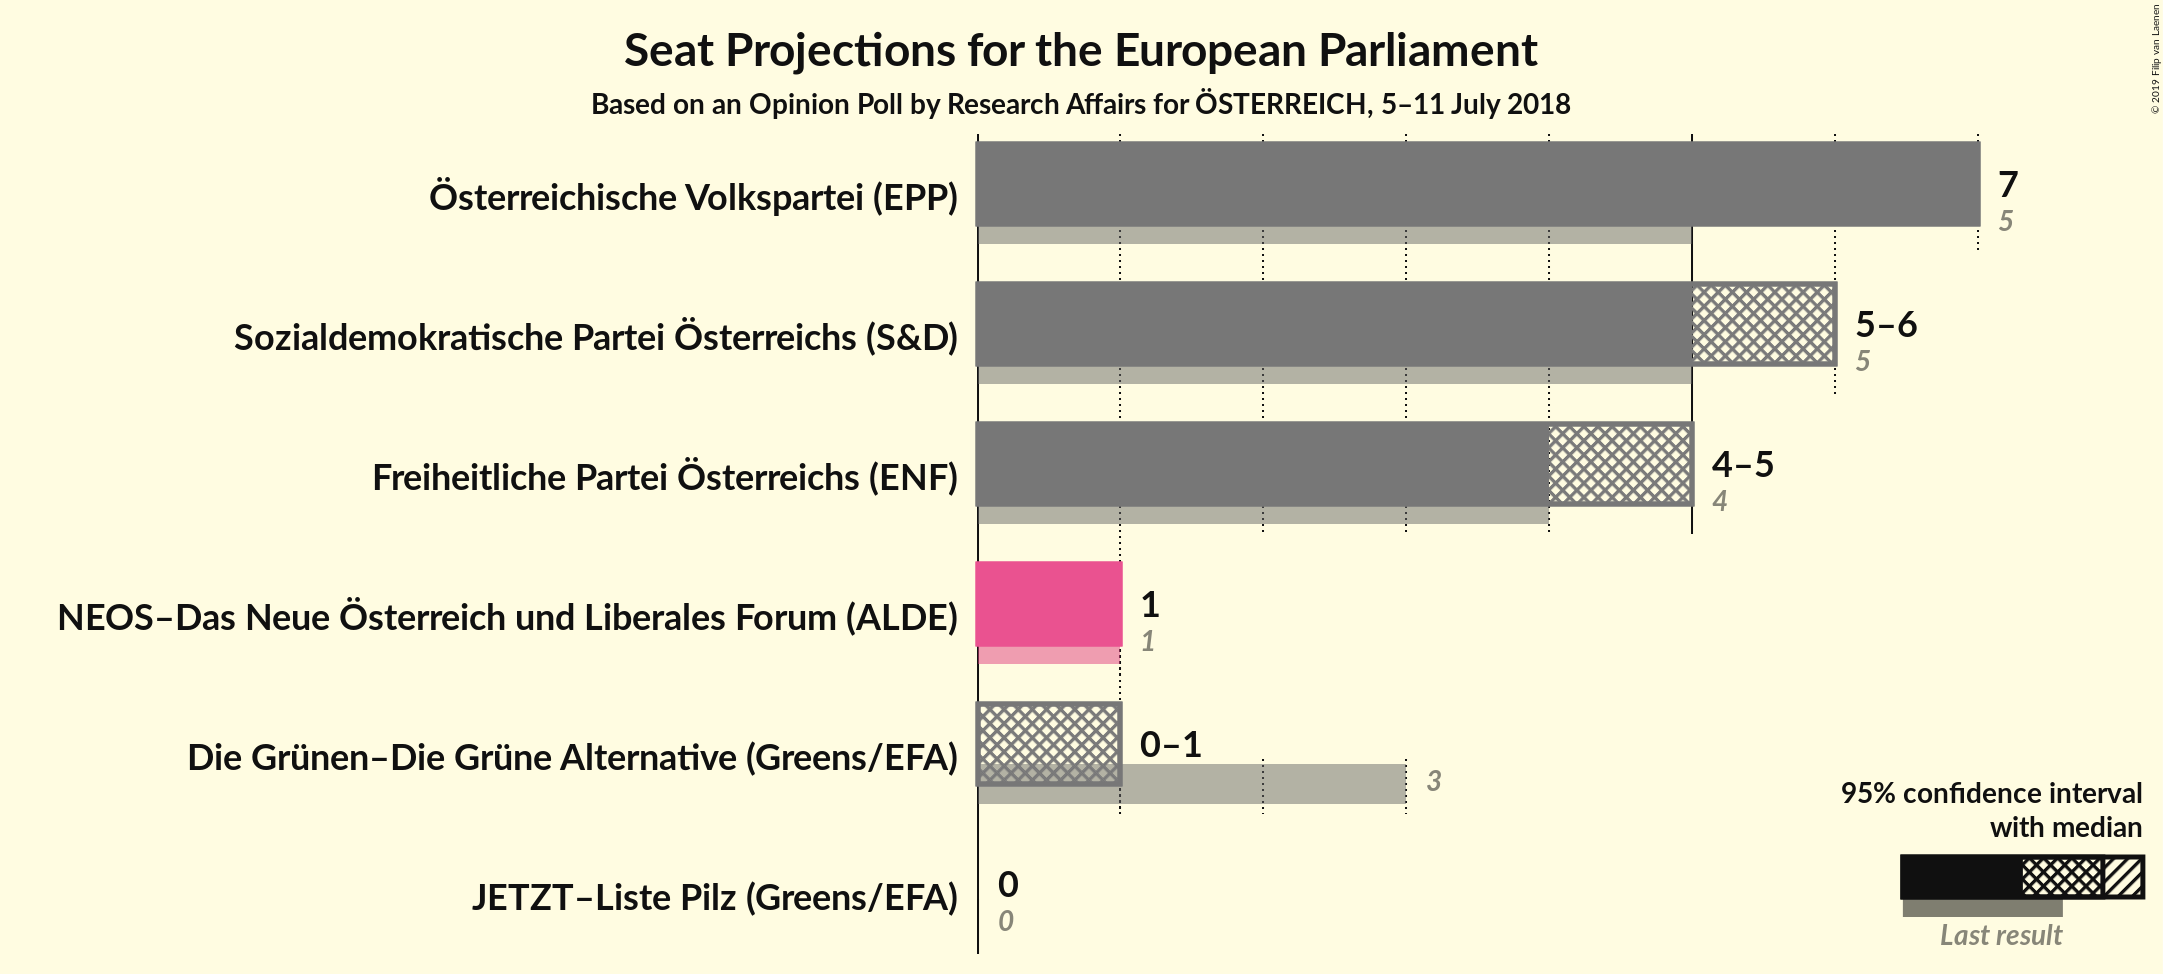 Seat Projections for the European Parliament
Based on an Opinion Poll by Research Affairs for ÖSTERREICH, 5–11 July 2018
© 2019 Filip van Laenen
Österreichische Volkspartei (EPP)
7
5
Sozialdemokratische Partei Österreichs (S&D)
5–6
5
Freiheitliche Partei Österreichs (ENF)
4–5
4
NEOS–Das Neue Österreich und Liberales Forum (ALDE)
1
1
Die Grünen–Die Grüne Alternative (Greens/EFA)
0–1
3
JETZT–Liste Pilz (Greens/EFA)
0
0
95% confidence interval
with median
Last result